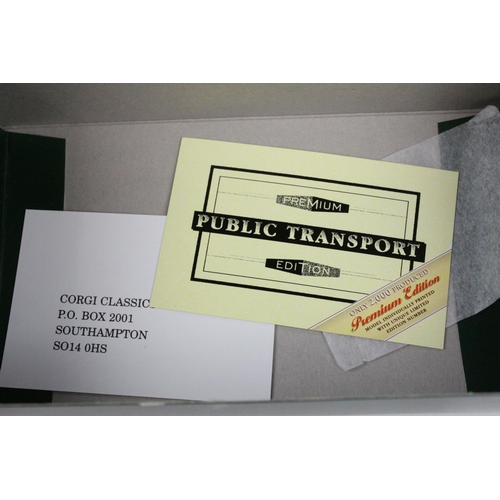 PREMIUM
PUBLIC TRANSPORT
EDITION
ONLY 2,000 PRODUCED
Premium Edition
MODEL INDIVIDUALLY PRINTED
WITH UNIQUE LIMITED
EDITION NUMBER
CORGI CLASSIC
P.O. BOX 2001
SOUTHAMPTON
SO14 0HS